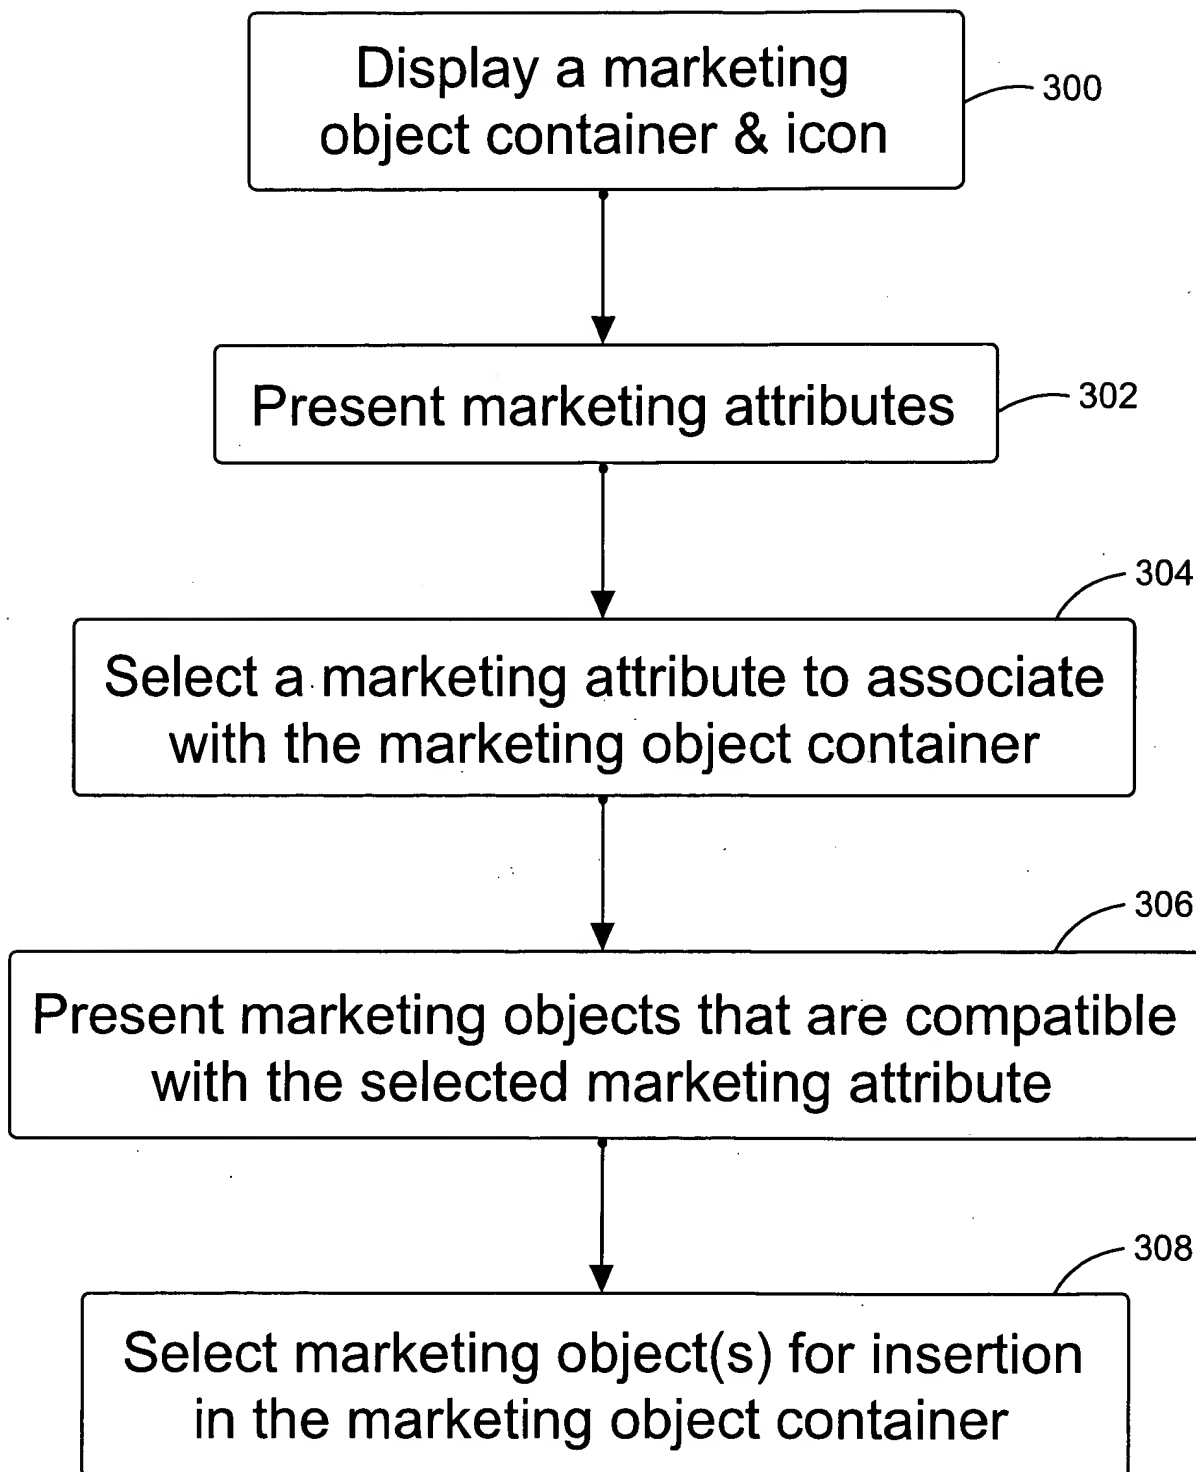 Display a marketing
object container & icon
300
Present marketing attributes
302
304
Select a marketing attribute to associate
with the marketing object container
306
Present marketing objects that are compatible
with the selected marketing attribute
308
Select marketing object(s) for insertion
in the marketing object container